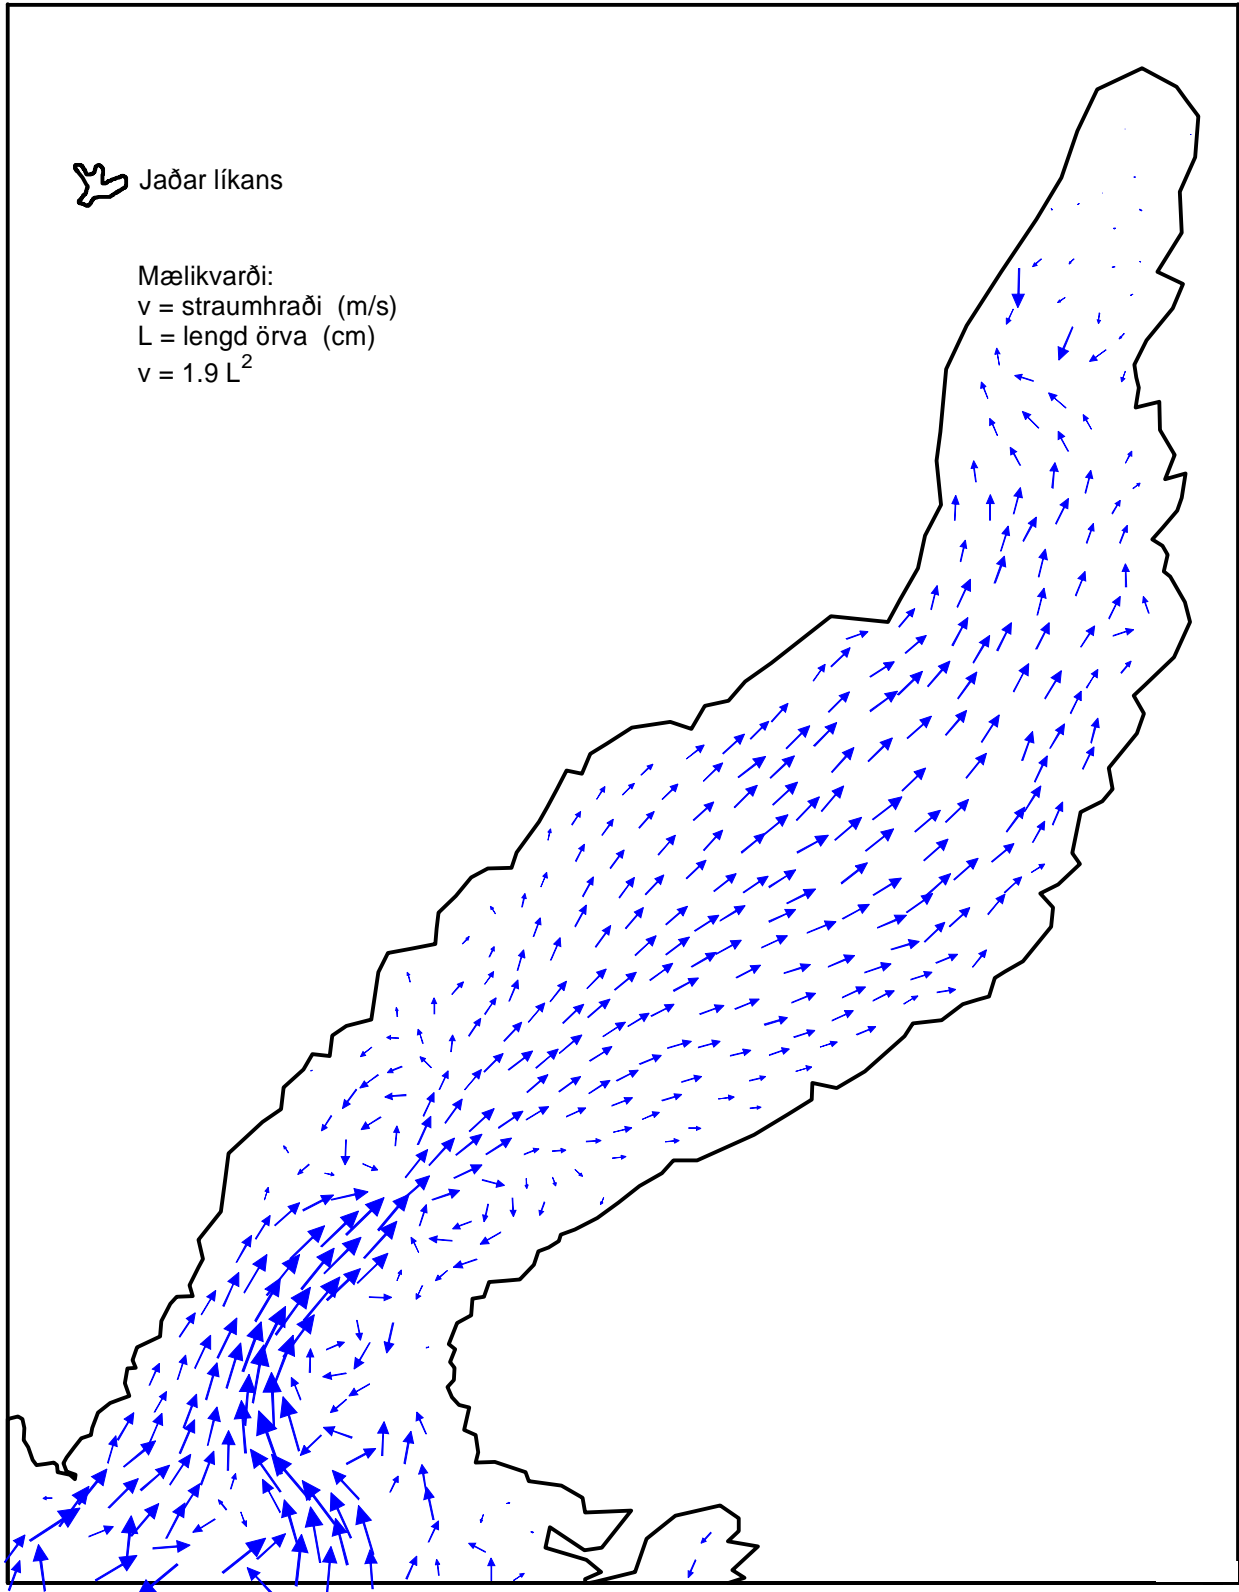 Jaðar líkans
Mælikvarði:
v = straumhraði (m/s)
L = lengd örva (cm)
v = 1.9 L²